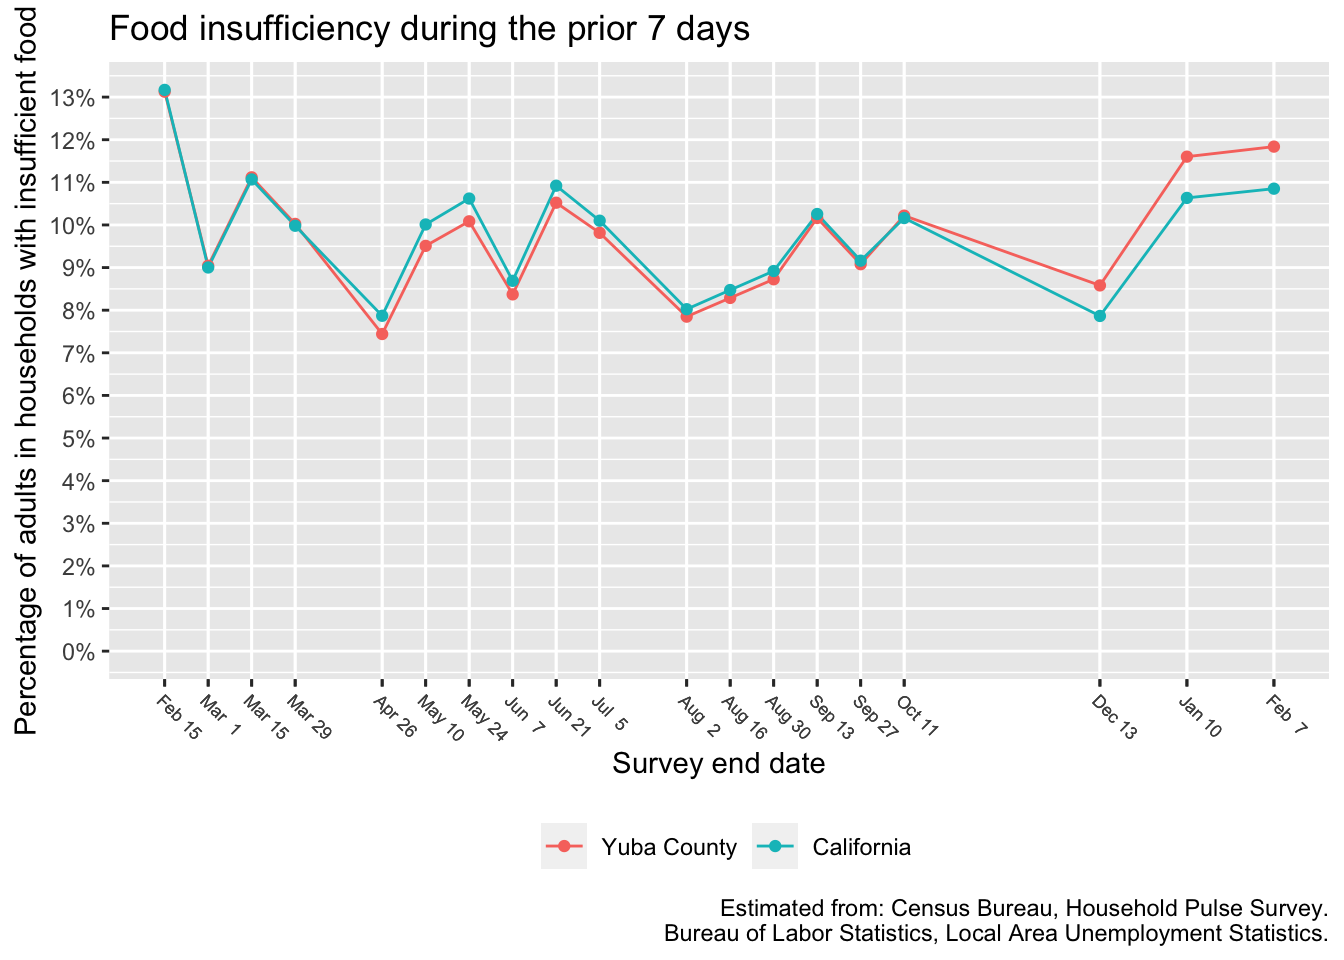 Food insufficiency during the prior 7 days
Percentage of adults in households with insufficient food
13%
12%
11%
10%
9%
8%
7%
6%
5%
4%
3%
2%
1%
0%
Feb 15
Mar 1
Mar 15
Mar 29
Apr 26
May 10
May 24
Jun 7
Jun 21
Jul 5
Aug 2
Aug 16
Aug 30
Sep 13
Sep 27
Oct 11
Dec 13
Jan 10
Feb 7
Survey end date
Yuba County
California
Estimated from: Census Bureau, Household Pulse Survey.
Bureau of Labor Statistics, Local Area Unemployment Statistics.